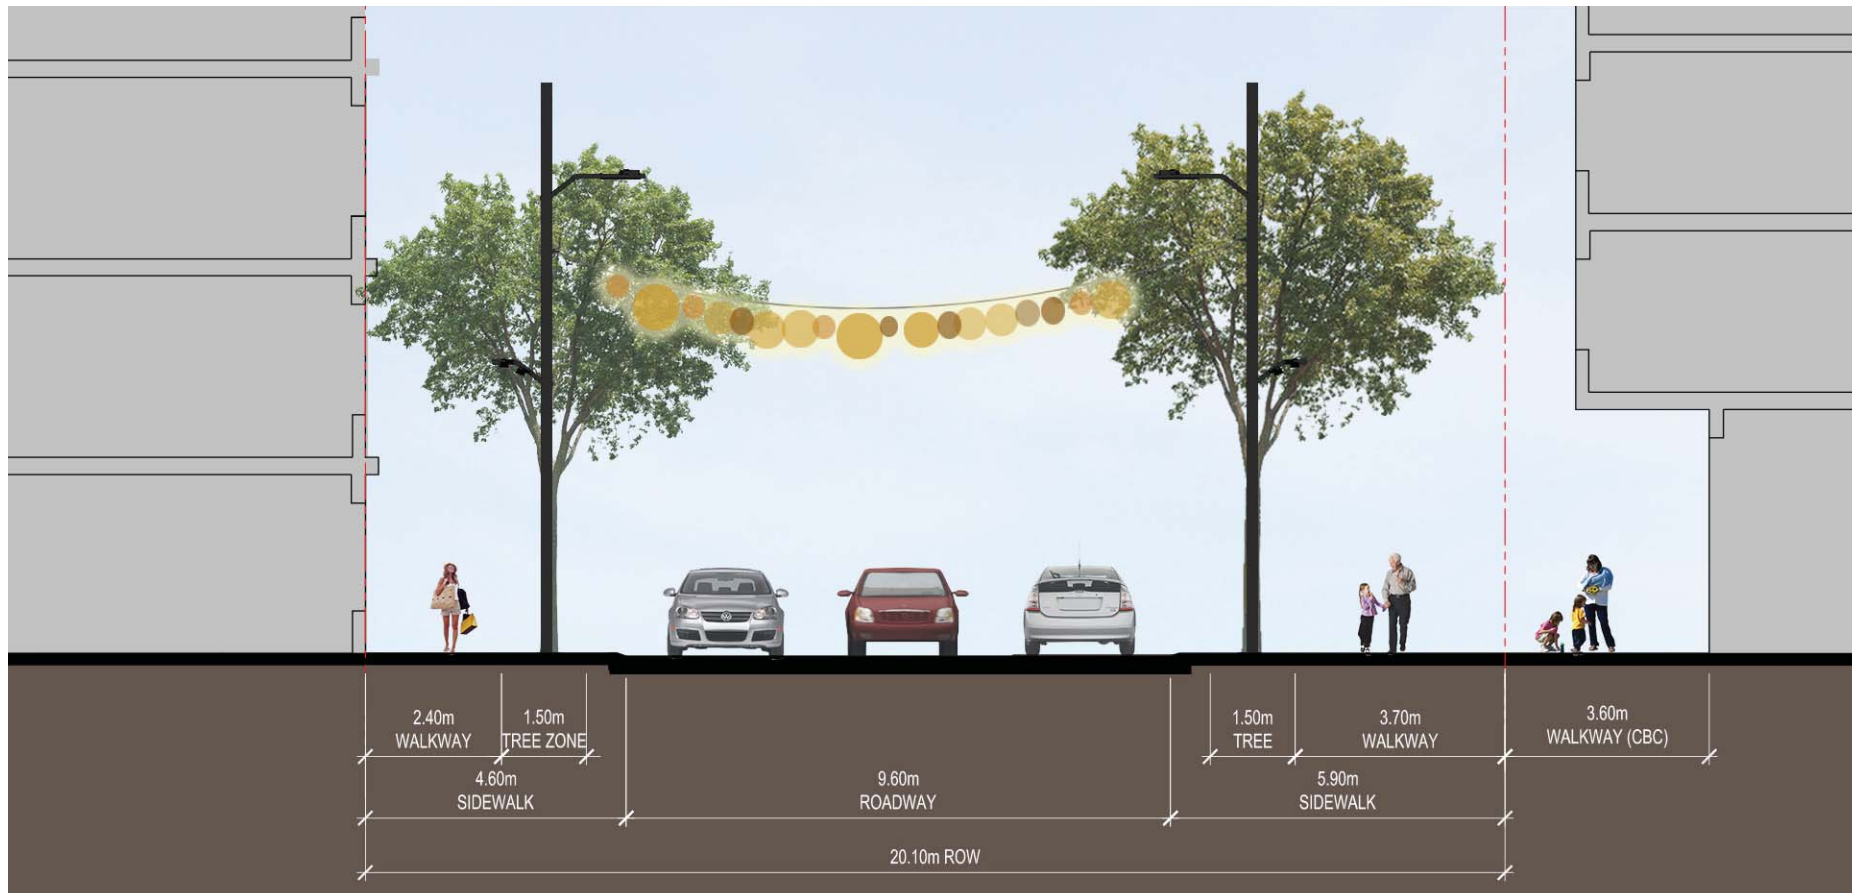 2.40m
WALKWAY
1.50m
TREE ZONE
1.50m
TREE
3.70m
WALKWAY
3.60m
WALKWAY (CBC)
4.60m
SIDEWALK
9.60m
ROADWAY
5.90m
SIDEWALK
20.10m ROW